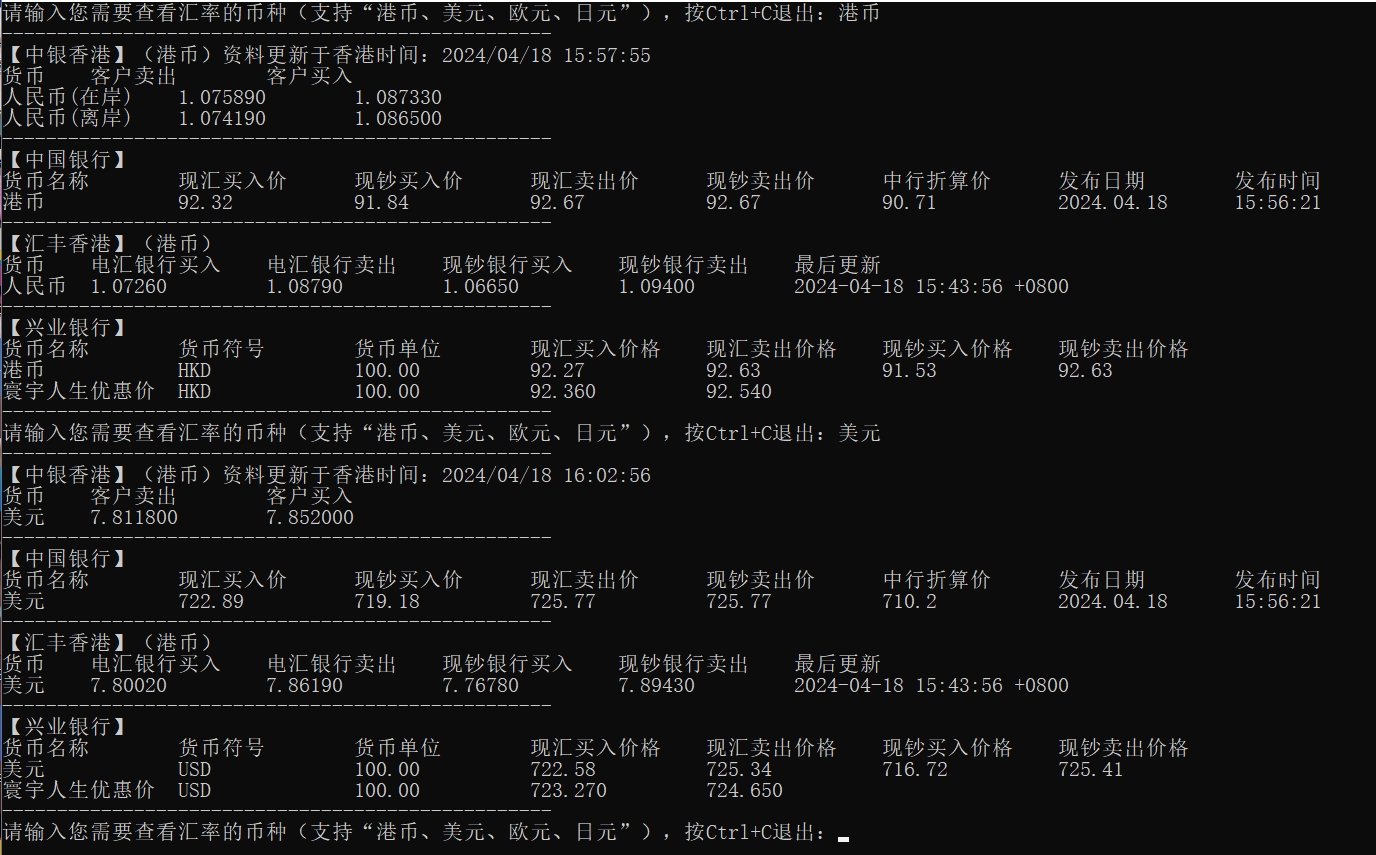 请输入您需要查看汇率的币种（支持“港币、美元、欧元、日元”），按Ctrl+C退出：港币
--------------------------------------------------
【中银香港】（港币）资料更新于香港时间：2024/04/18 15:57:55
货币 客户卖出 客户买入
人民币(在岸) 1.075890 1.087330
人民币(离岸) 1.074190 1.086500
--------------------------------------------------
【中国银行】
货币名称 现汇买入价 现钞买入价 现汇卖出价 现钞卖出价 中行折算价 发布日期 发布时间
港币 92.32 91.84 92.67 92.67 90.71 2024.04.18 15:56:21
--------------------------------------------------
【汇丰香港】（港币）
货币 电汇银行买入 电汇银行卖出 现钞银行买入 现钞银行卖出 最后更新
人民币 1.07260 1.08790 1.06650 1.09400 2024-04-18 15:43:56 +0800
--------------------------------------------------
【兴业银行】
货币名称 货币符号 货币单位 现汇买入价格 现汇卖出价格 现钞买入价格 现钞卖出价格
港币 HKD 100.00 92.27 92.63 91.53 92.63
寰宇人生优惠价 HKD 100.00 92.360 92.540
--------------------------------------------------
请输入您需要查看汇率的币种（支持“港币、美元、欧元、日元”），按Ctrl+C退出：美元
--------------------------------------------------
【中银香港】（港币）资料更新于香港时间：2024/04/18 16:02:56
货币 客户卖出 客户买入
美元 7.811800 7.852000
--------------------------------------------------
【中国银行】
货币名称 现汇买入价 现钞买入价 现汇卖出价 现钞卖出价 中行折算价 发布日期 发布时间
美元 722.89 719.18 725.77 725.77 710.2 2024.04.18 15:56:21
--------------------------------------------------
【汇丰香港】（港币）
货币 电汇银行买入 电汇银行卖出 现钞银行买入 现钞银行卖出 最后更新
美元 7.80020 7.86190 7.76780 7.89430 2024-04-18 15:43:56 +0800
--------------------------------------------------
【兴业银行】
货币名称 货币符号 货币单位 现汇买入价格 现汇卖出价格 现钞买入价格 现钞卖出价格
美元 USD 100.00 722.58 725.34 716.72 725.41
寰宇人生优惠价 USD 100.00 723.270 724.650
--------------------------------------------------
请输入您需要查看汇率的币种（支持“港币、美元、欧元、日元”），按Ctrl+C退出：